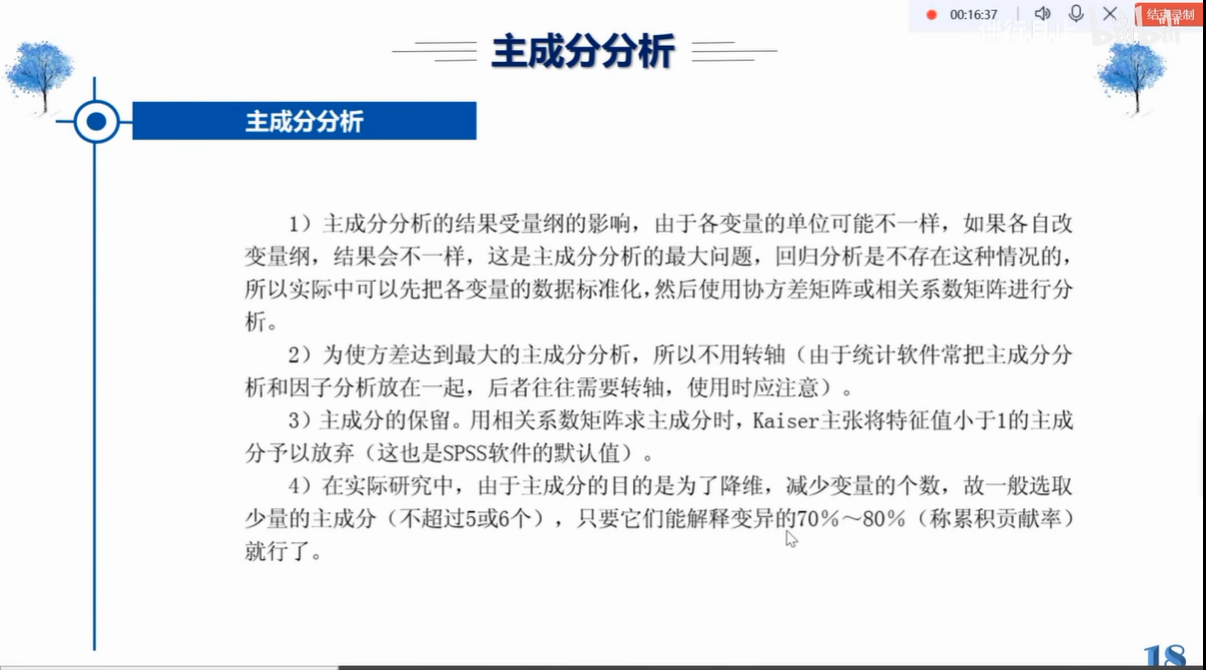 00:16:37
结束录制
主成分分析
主成分分析
1）主成分分析的结果受量纲的影响，由于各变量的单位可能不一样，如果各自改
变量纲，结果会不一样，这是主成分分析的最大问题，回归分析是不存在这种情况的，
所以实际中可以先把各变量的数据标准化，然后使用协方差矩阵或相关系数矩阵进行分
析。
2）为使方差达到最大的主成分分析，所以不用转轴（由于统计软件常把主成分分
析和因子分析放在一起，后者往往需要转轴，使用时应注意）。
3）主成分的保留。用相关系数矩阵求主成分时，Kaiser主张将特征值小于1的主成
分予以放弃（这也是SPSS软件的默认值）。
4）在实际研究中，由于主成分的目的是为了降维，减少变量的个数，故一般选取
少量的主成分（不超过5或6个），只要它们能解释变异的70％～80％（称累积贡献率）
就行了。
18